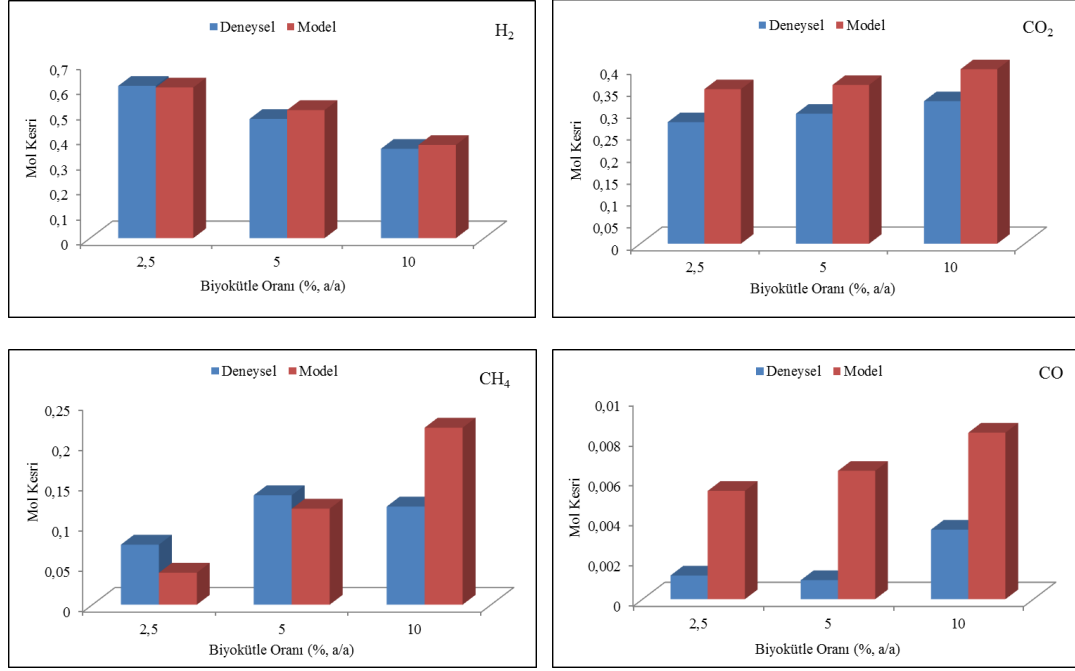 Deneysel Model
H₂
Mol Kesri
0,7
0,6
0,5
0,4
0,3
0,2
0,1
0
2,5 5 10
Biyokütle Oranı (%, a/a)
Deneysel Model
CO₂
Mol Kesri
0,4
0,35
0,3
0,25
0,2
0,15
0,1
0,05
0
2,5 5 10
Biyokütle Oranı (%, a/a)
Deneysel Model
CH₄
Mol Kesri
0,25
0,2
0,15
0,1
0,05
0
2,5 5 10
Biyokütle Oranı (%, a/a)
Deneysel Model
CO
Mol Kesri
0,01
0,008
0,006
0,004
0,002
0
2,5 5 10
Biyokütle Oranı (%, a/a)